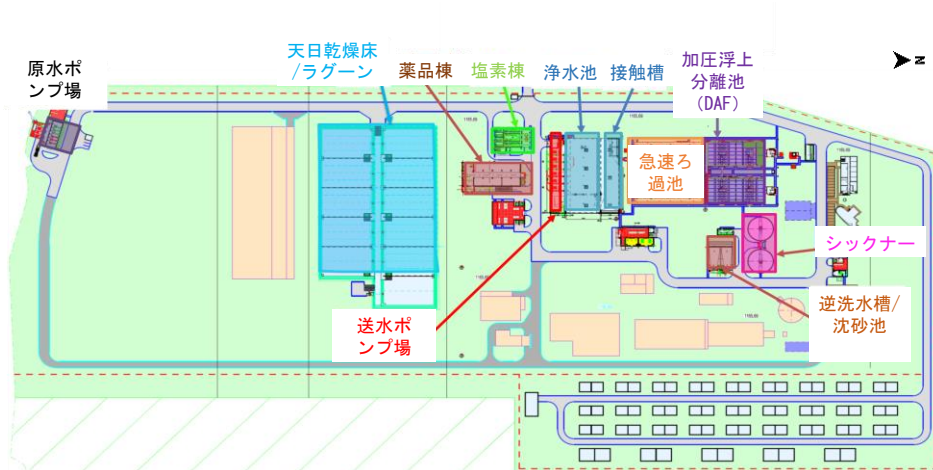 原水ポ
ンプ場
天日乾燥床
/ラグーン
薬品棟
塩素棟
浄水池
接触槽
加圧浮上
分離池
（DAF）
N
急速ろ
過池
シックナー
逆洗水槽/
沈砂池
送水ポ
ンプ場